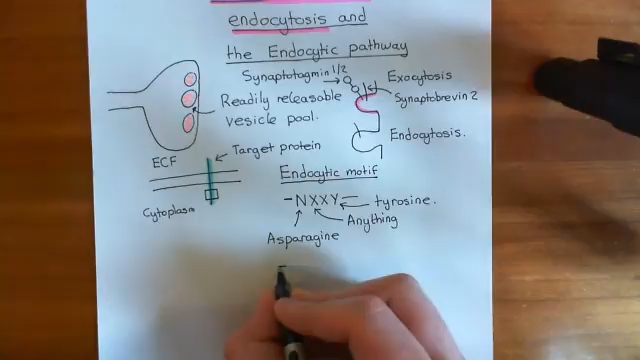 endocytosis and
the Endocytic pathway
Synaptotagmin 1/2
Exocytosis
Synaptobrevin 2
Readily releasable
vesicle pool.
Endocytosis.
Target protein
ECF
Cytoplasm
Endocytic motif
-NXXY-
tyrosine.
Anything
Asparagine